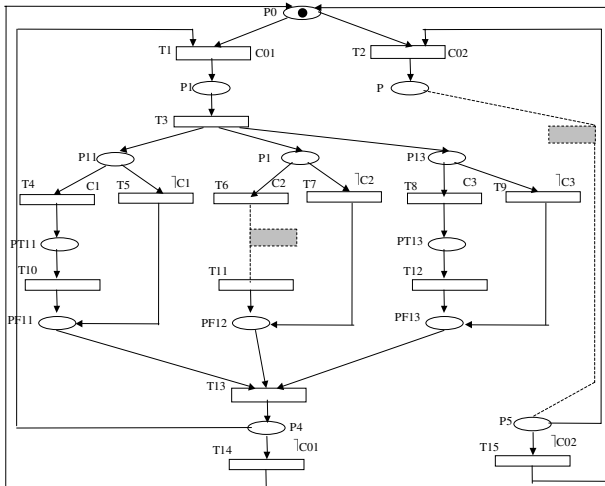 P0
T1 C01 T2 C02
P1 P
T3
P11 P1 P13
T4 C1 T5 ⌉C1 T6 C2 T7 ⌉C2 T8 C3 T9 ⌉C3
PT11 PT13
T10 T11 T12
PF11 PF12 PF13
T13
P4 P5
T14 ⌉C01 T15 ⌉C02